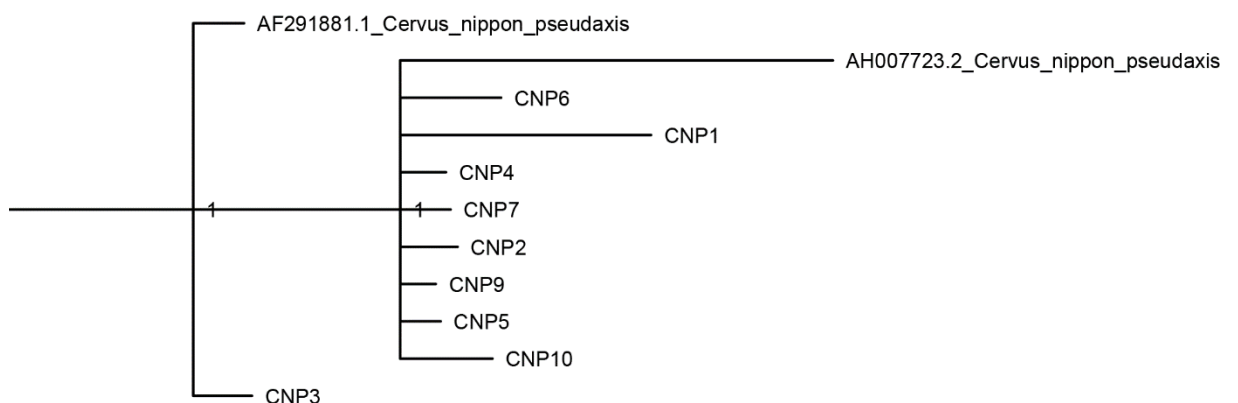 AF291881.1_Cervus_nippon_pseudaxis
AH007723.2_Cervus_nippon_pseudaxis
CNP6
CNP1
CNP4
1
1
CNP7
CNP2
CNP9
CNP5
CNP10
CNP3